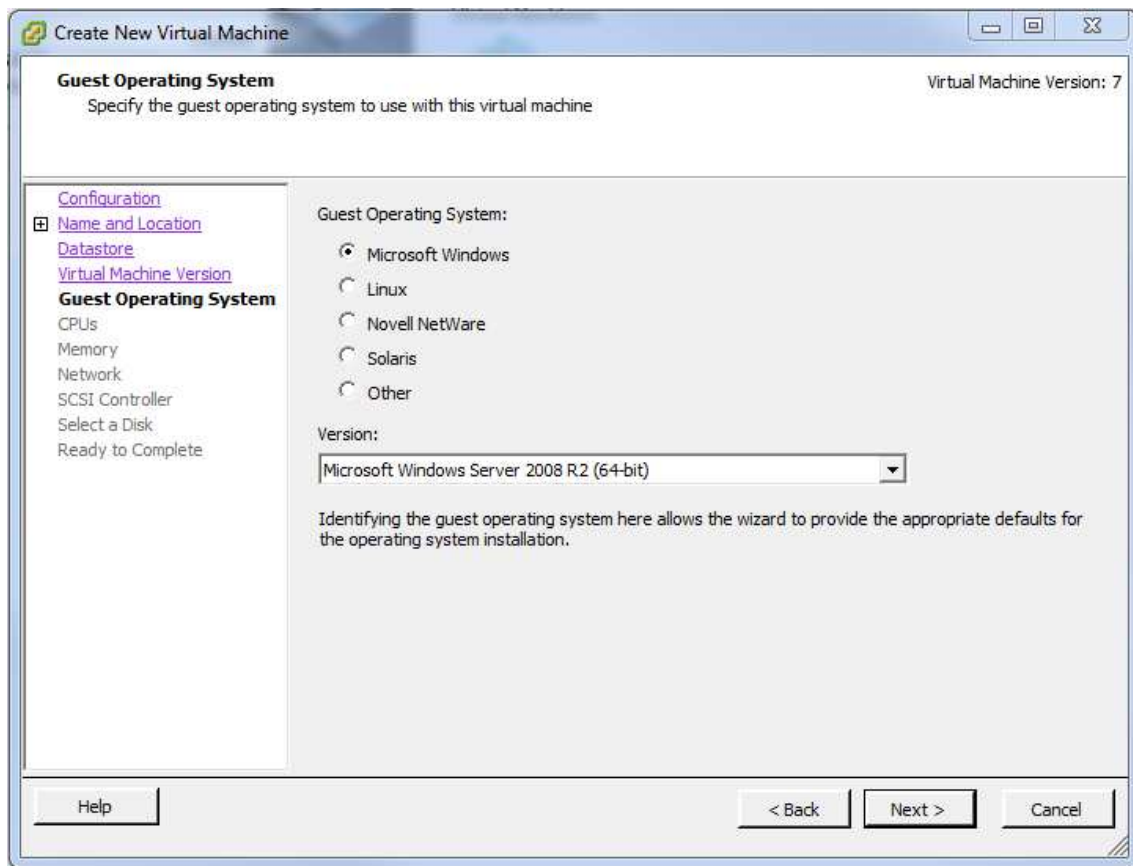 Create New Virtual Machine
Guest Operating System
Virtual Machine Version: 7
Specify the guest operating system to use with this virtual machine
Configuration
Name and Location
Datastore
Virtual Machine Version
Guest Operating System
CPUs
Memory
Network
SCSI Controller
Select a Disk
Ready to Complete
Guest Operating System:
Microsoft Windows
Linux
Novell NetWare
Solaris
Other
Version:
Microsoft Windows Server 2008 R2 (64-bit)
Identifying the guest operating system here allows the wizard to provide the appropriate defaults for
the operating system installation.
Help
< Back
Next >
Cancel